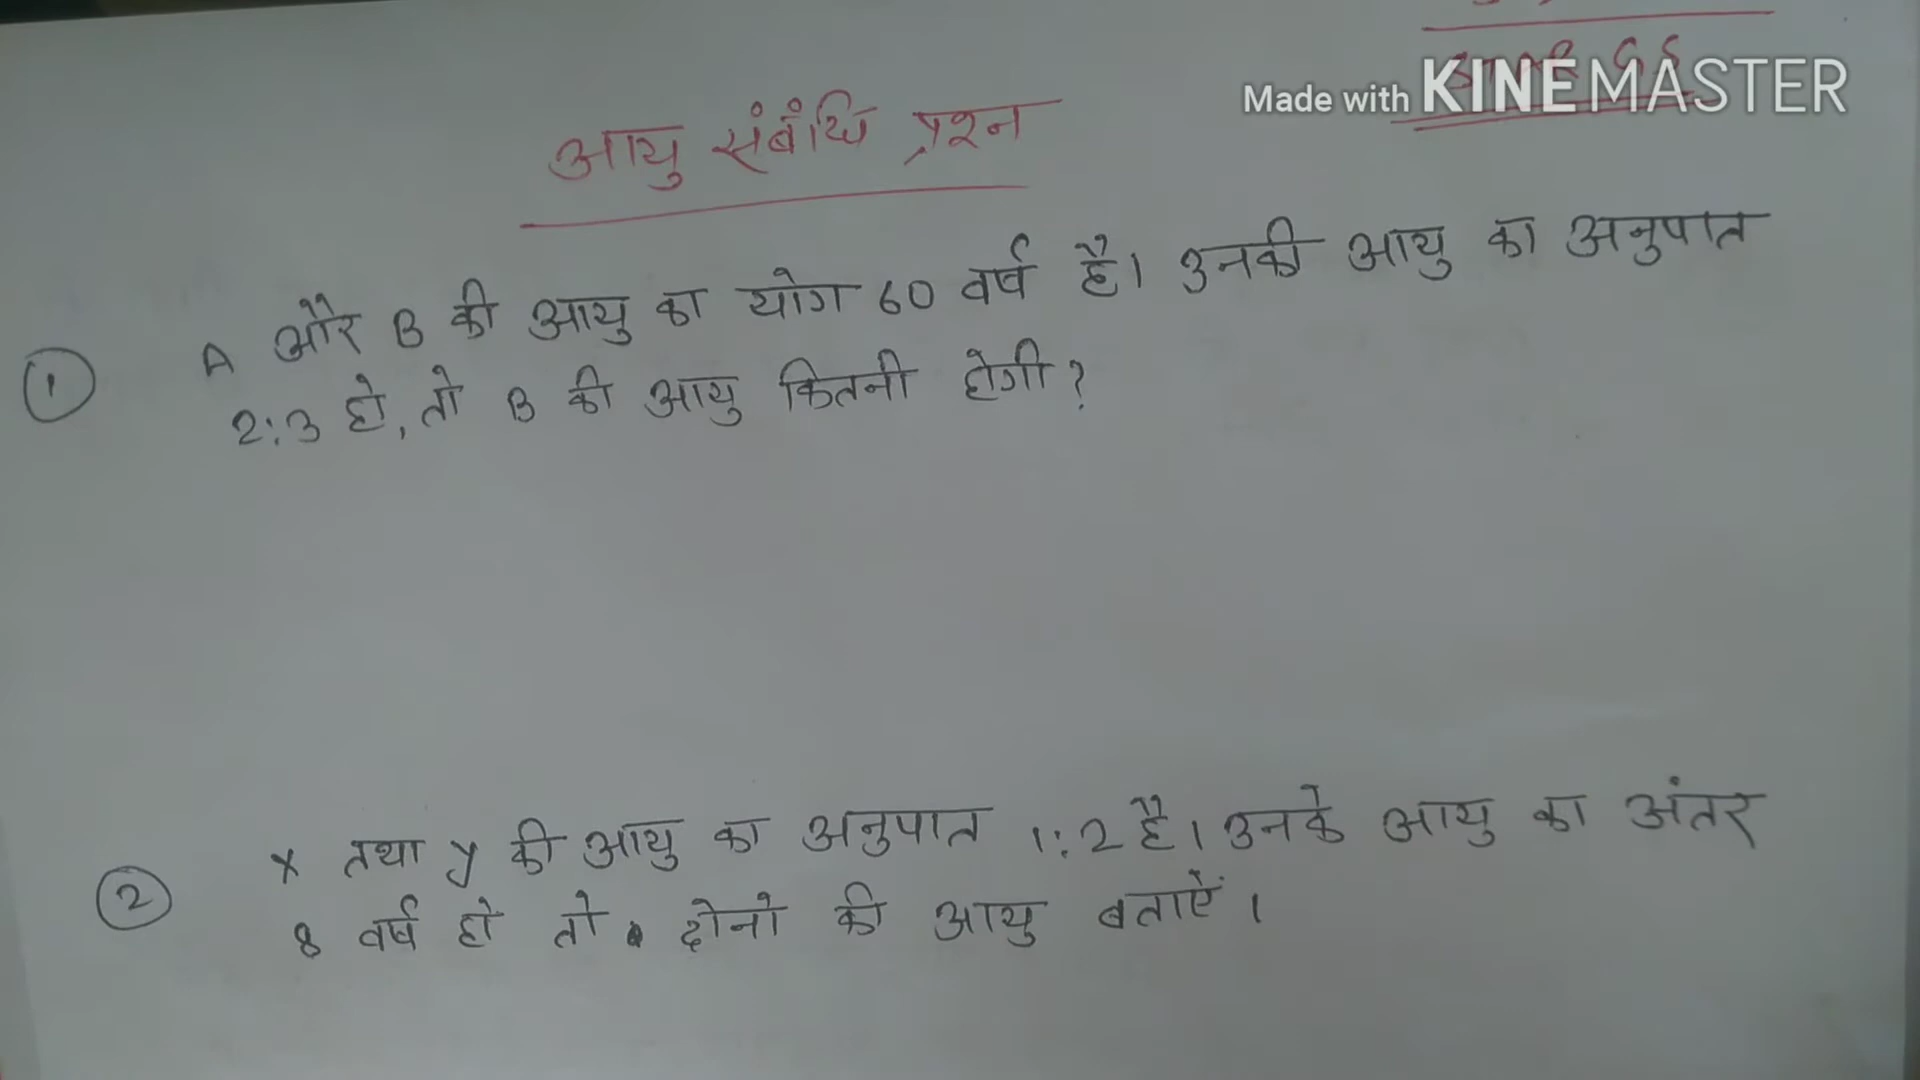 Made with KINEMASTER
आयु संबंधि प्रश्न
① A और B की आयु का योग 60 वर्ष है। उनकी आयु का अनुपात
2:3 हो, तो B की आयु कितनी होगी?
② x तथा y की आयु का अनुपात 1:2 है। उनके आयु का अंतर
8 वर्ष हो तो दोनो की आयु बताऐं।